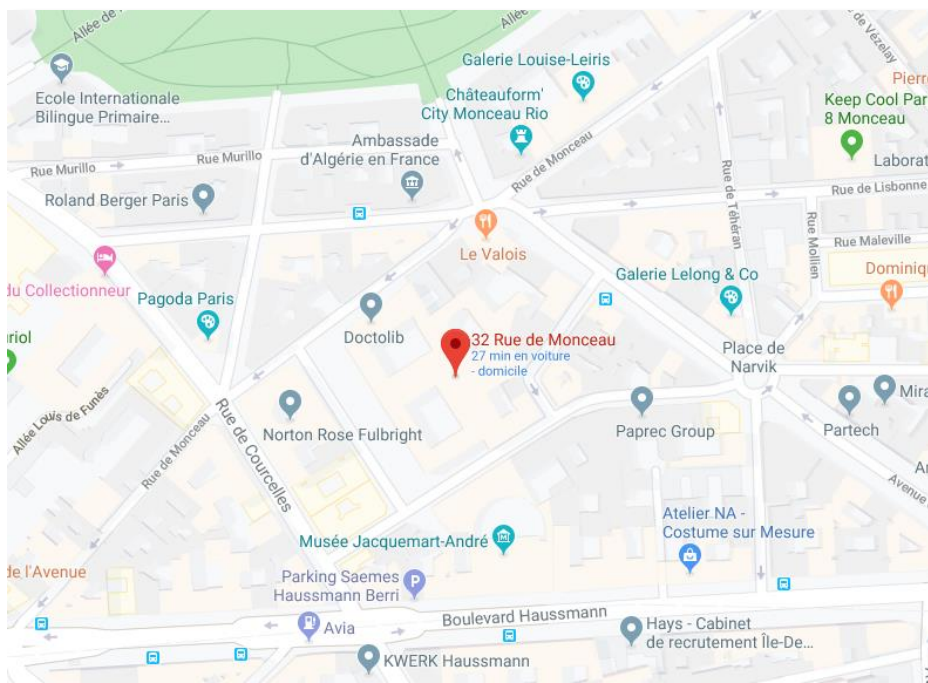 Allée de
Allée
de Vézelay
Galerie Louise-Leiris
Ecole Internationale
Bilingue Primaire...
Châteauform'
City Monceau Rio
Pierre
Keep Cool Par
8 Monceau
Ambassade
d'Algérie en France
Rue Murillo
Rue Murillo
Rue de Monceau
Laborat
Roland Berger Paris
Rue de Téhéran
Rue de Lisbonne
Le Valois
Rue Mollien
Rue Maleville
du Collectionneur
Pagoda Paris
Galerie Lelong & Co
Dominiqu
Doctolib
32 Rue de Monceau
27 min en voiture
- domicile
uriol
Place de
Narvik
Allée Louis de Funès
Rue de Monceau
Rue de Courcelles
Norton Rose Fulbright
Paprec Group
Partech
Mira
Avenue
Musée Jacquemart-André
Atelier NA -
Costume sur Mesure
de l'Avenue
Parking Saemes
Haussmann Berri
P
Avia
Boulevard Haussmann
Hays - Cabinet
de recrutement Île-De...
KWERK Haussmann